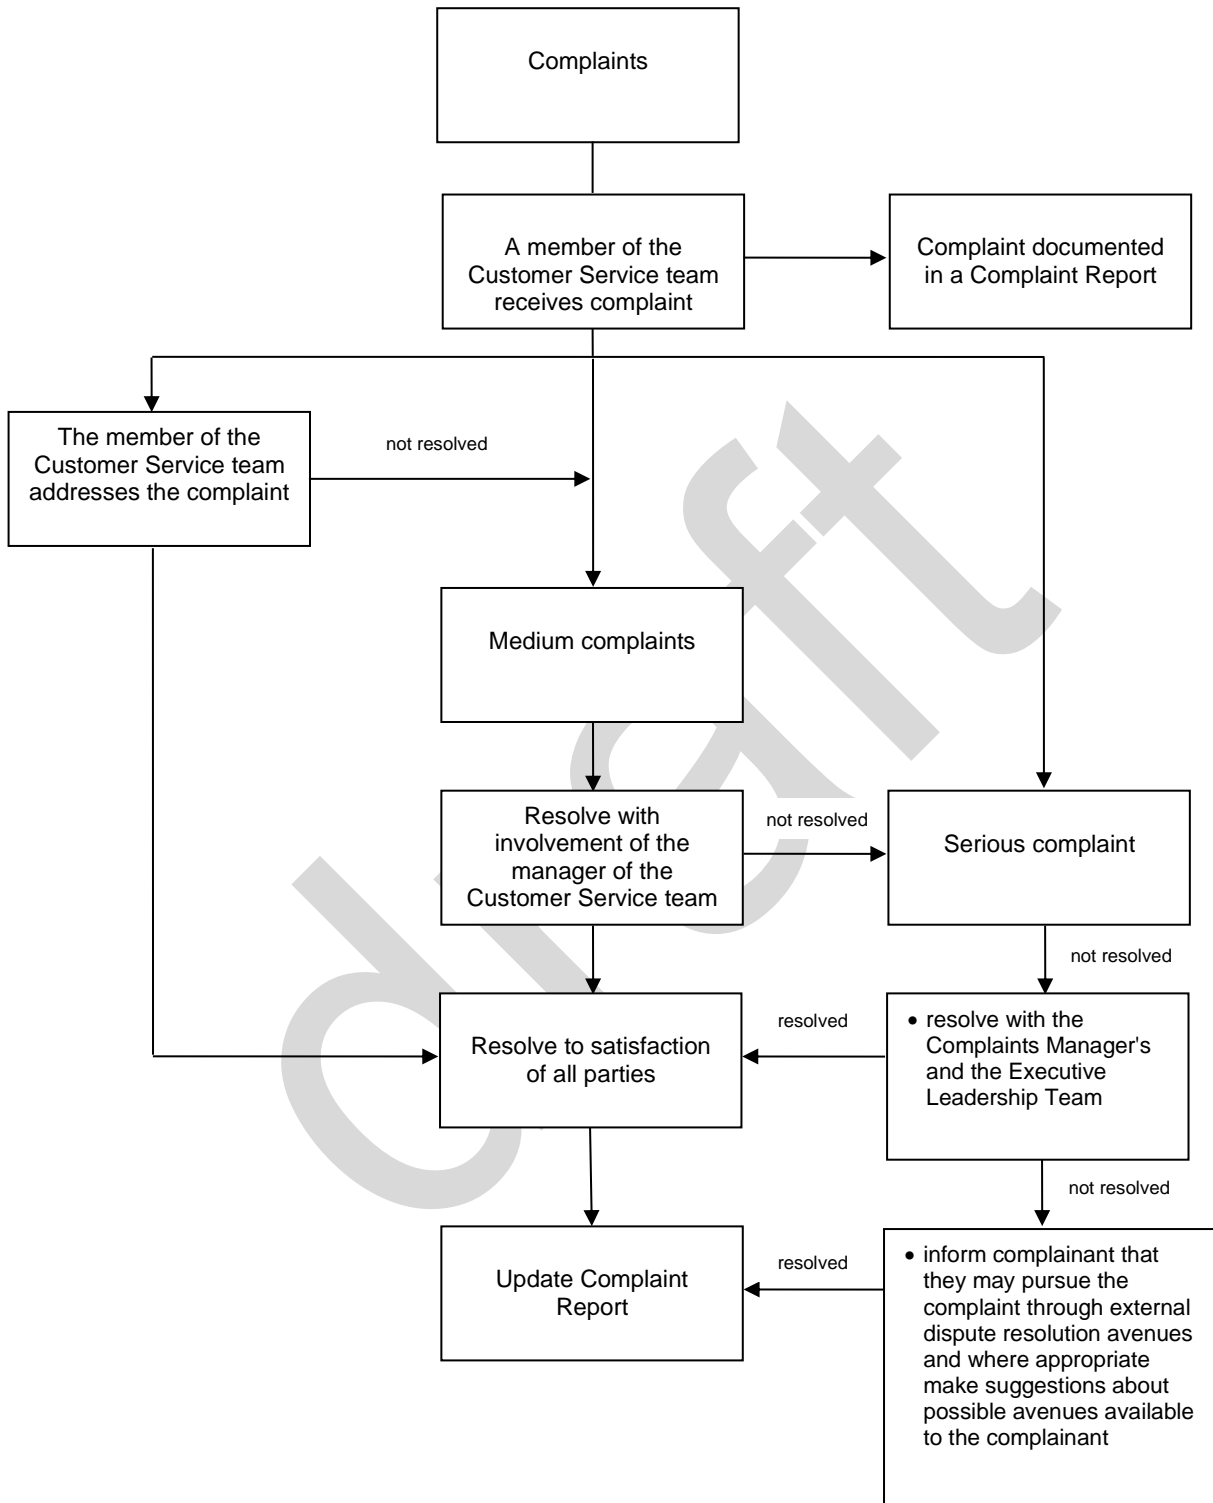 Complaints
A member of the
Customer Service team
receives complaint
Complaint documented
in a Complaint Report
The member of the
Customer Service team
addresses the complaint
not resolved
Medium complaints
Resolve with
involvement of the
manager of the
Customer Service team
not resolved
Serious complaint
not resolved
Resolve to satisfaction
of all parties
resolved
• resolve with the
Complaints Manager's
and the Executive
Leadership Team
not resolved
Update Complaint
Report
resolved
• inform complainant that
they may pursue the
complaint through external
dispute resolution avenues
and where appropriate
make suggestions about
possible avenues available
to the complainant
draft